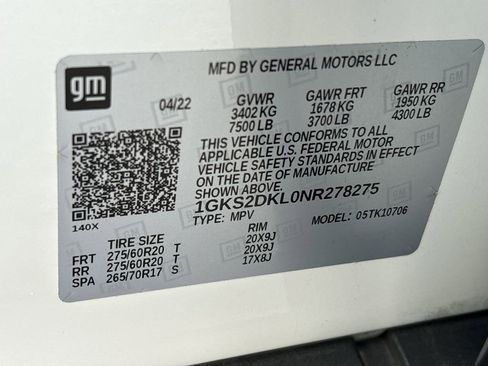 gm
MFD BY GENERAL MOTORS LLC
04/22 GVWR GAWR FRT GAWR RR
3402 KG 1678 KG 1950 KG
7500 LB 3700 LB 4300 LB
THIS VEHICLE CONFORMS TO ALL
APPLICABLE U.S. FEDERAL MOTOR
VEHICLE SAFETY STANDARDS IN EFFECT
ON THE DATE OF MANUFACTURE
SHOWN ABOVE.
1GKS2DKL0NR278275
140X TYPE: MPV MODEL: 05TK10706
TIRE SIZE RIM
FRT 275/60R20 T 20X9J
RR 275/60R20 T 20X9J
SPA 265/70R17 S 17X8J